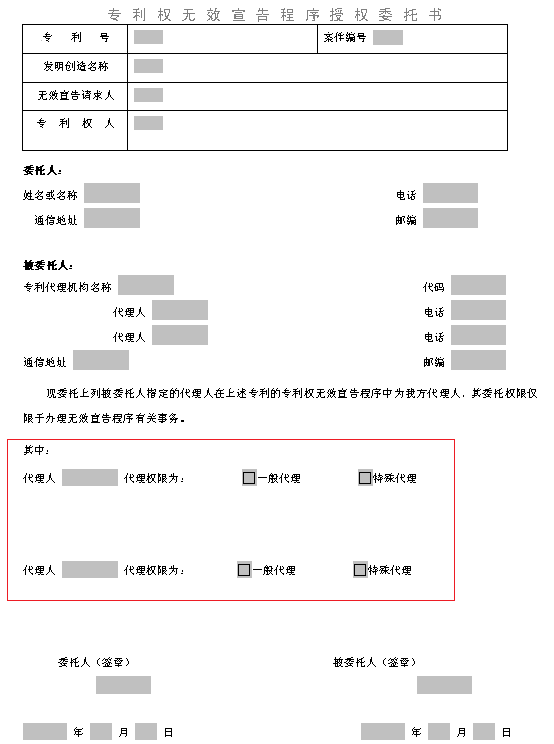 专利权无效宣告程序授权委托书
专利号 案件编号
发明创造名称
无效宣告请求人
专利权人
委托人：
姓名或名称 电话
通信地址 邮编
被委托人：
专利代理机构名称 代码
代理人 电话
代理人 电话
通信地址 邮编
现委托上列被委托人指定的代理人在上述专利的专利权无效宣告程序中为我方代理人，其委托权限仅
限于办理无效宣告程序有关事务。
其中：
代理人 代理权限为： □一般代理 □特殊代理
代理人 代理权限为： □一般代理 □特殊代理
委托人（签章） 被委托人（签章）
年 月 日 年 月 日